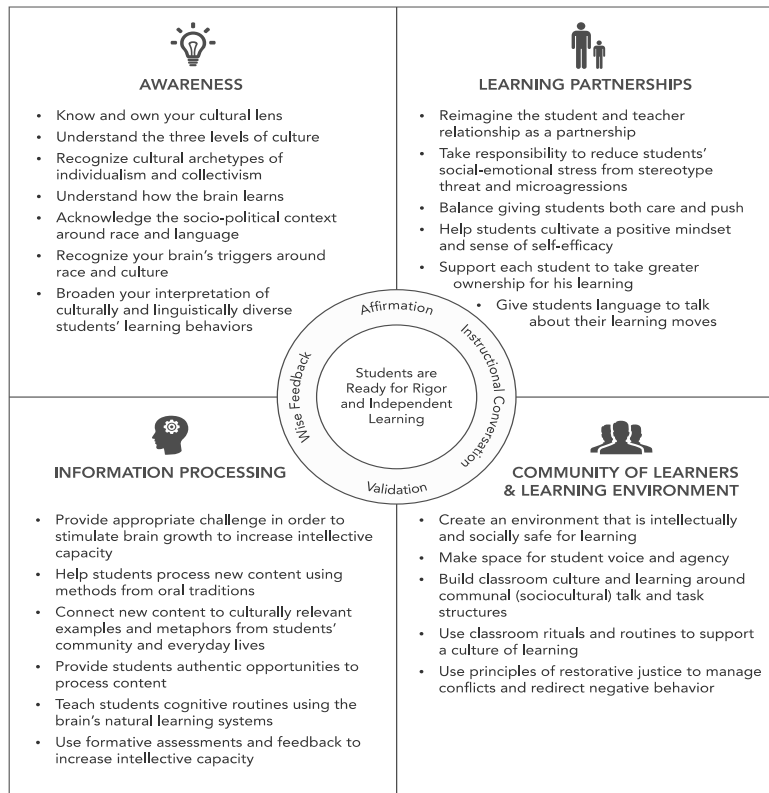 AWARENESS
• Know and own your cultural lens
• Understand the three levels of culture
• Recognize cultural archetypes of
individualism and collectivism
• Understand how the brain learns
• Acknowledge the socio-political context
around race and language
• Recognize your brain's triggers around
race and culture
• Broaden your interpretation of
culturally and linguistically diverse
students' learning behaviors
LEARNING PARTNERSHIPS
• Reimagine the student and teacher
relationship as a partnership
• Take responsibility to reduce students'
social-emotional stress from stereotype
threat and microagressions
• Balance giving students both care and push
• Help students cultivate a positive mindset
and sense of self-efficacy
• Support each student to take greater
ownership for his learning
• Give students language to talk
about their learning moves
Affirmation
Instructional Conversation
Validation
Wise Feedback
Students are
Ready for Rigor
and Independent
Learning
INFORMATION PROCESSING
• Provide appropriate challenge in order to
stimulate brain growth to increase intellective
capacity
• Help students process new content using
methods from oral traditions
• Connect new content to culturally relevant
examples and metaphors from students'
community and everyday lives
• Provide students authentic opportunities to
process content
• Teach students cognitive routines using the
brain's natural learning systems
• Use formative assessments and feedback to
increase intellective capacity
COMMUNITY OF LEARNERS
& LEARNING ENVIRONMENT
• Create an environment that is intellectually
and socially safe for learning
• Make space for student voice and agency
• Build classroom culture and learning around
communal (sociocultural) talk and task
structures
• Use classroom rituals and routines to support
a culture of learning
• Use principles of restorative justice to manage
conflicts and redirect negative behavior